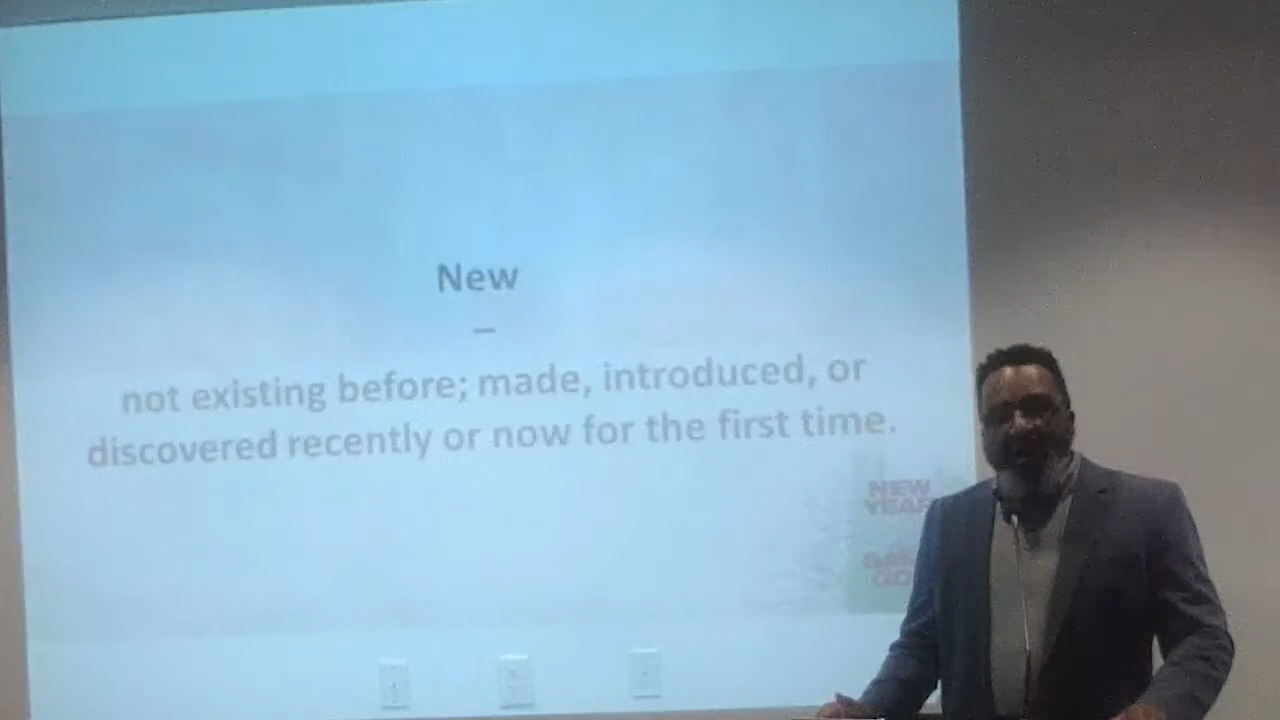 New
–
not existing before; made, introduced, or
discovered recently or now for the first time.
NEW
YEAR